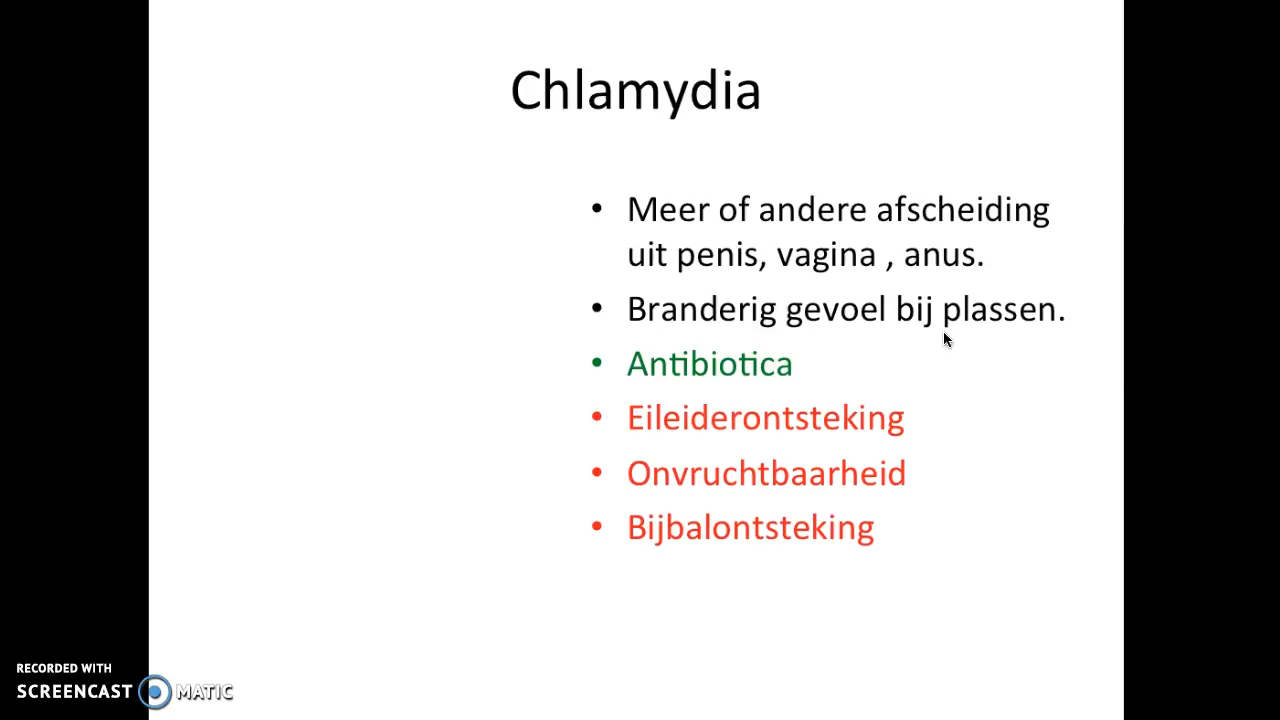 Chlamydia
• Meer of andere afscheiding
uit penis, vagina , anus.
• Branderig gevoel bij plassen.
• Antibiotica
• Eileiderontsteking
• Onvruchtbaarheid
• Bijbalontsteking
RECORDED WITH
SCREENCAST MATIC